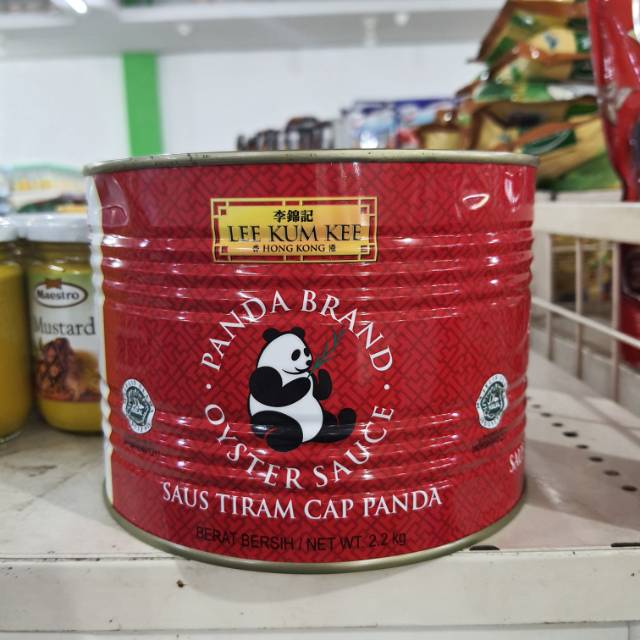 李錦記
LEE KUM KEE
香 HONG KONG 港
· PANDA BRAND ·
OYSTER SAUCE
SAUS TIRAM CAP PANDA
BERAT BERSIH / NET WT. 2.2 kg
Maestro
Mustard